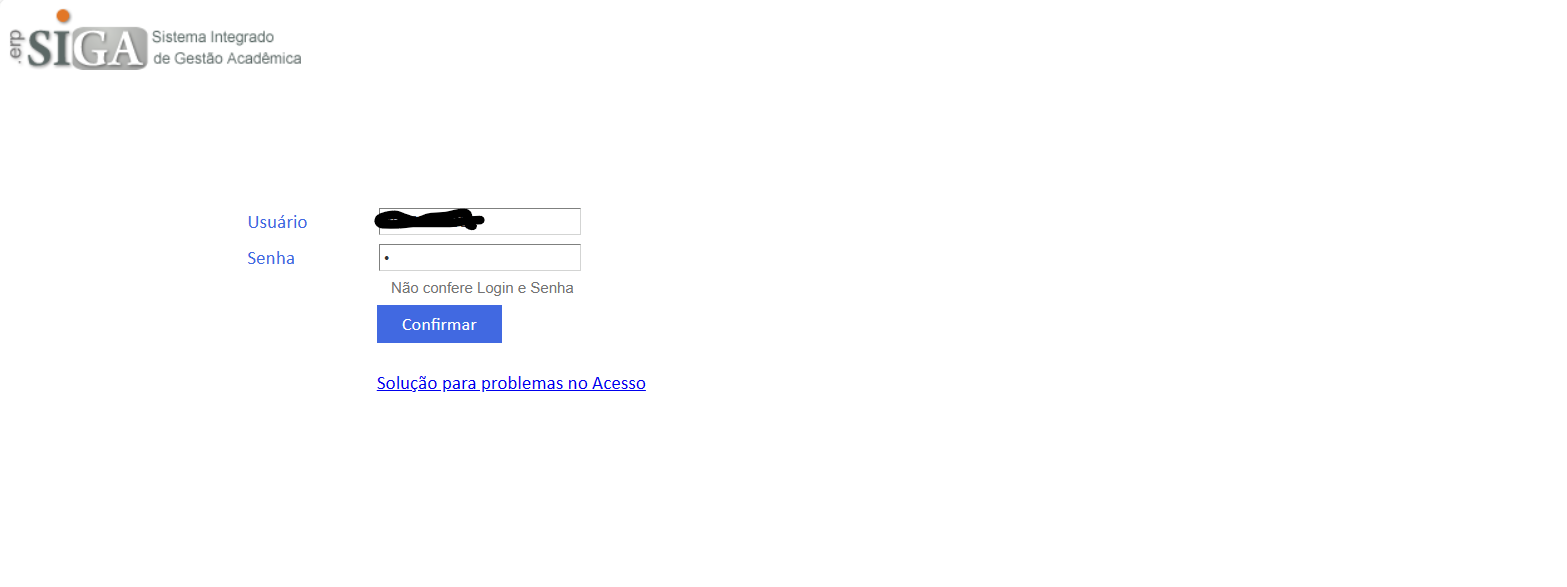 .erp SIGA Sistema Integrado
de Gestão Acadêmica
Usuário
Senha •
Não confere Login e Senha
Confirmar
Solução para problemas no Acesso